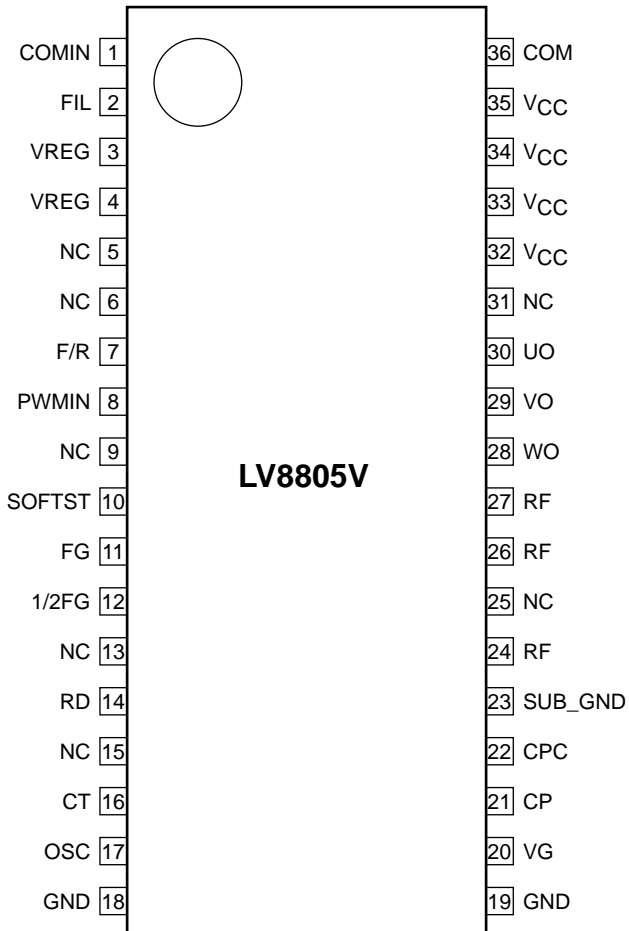 COMIN 1 36 COM
FIL 2 35 VCC
VREG 3 34 VCC
VREG 4 33 VCC
NC 5 32 VCC
NC 6 31 NC
F/R 7 30 UO
PWMIN 8 29 VO
NC 9 28 WO
LV8805V
SOFTST 10 27 RF
FG 11 26 RF
1/2FG 12 25 NC
NC 13 24 RF
RD 14 23 SUB_GND
NC 15 22 CPC
CT 16 21 CP
OSC 17 20 VG
GND 18 19 GND